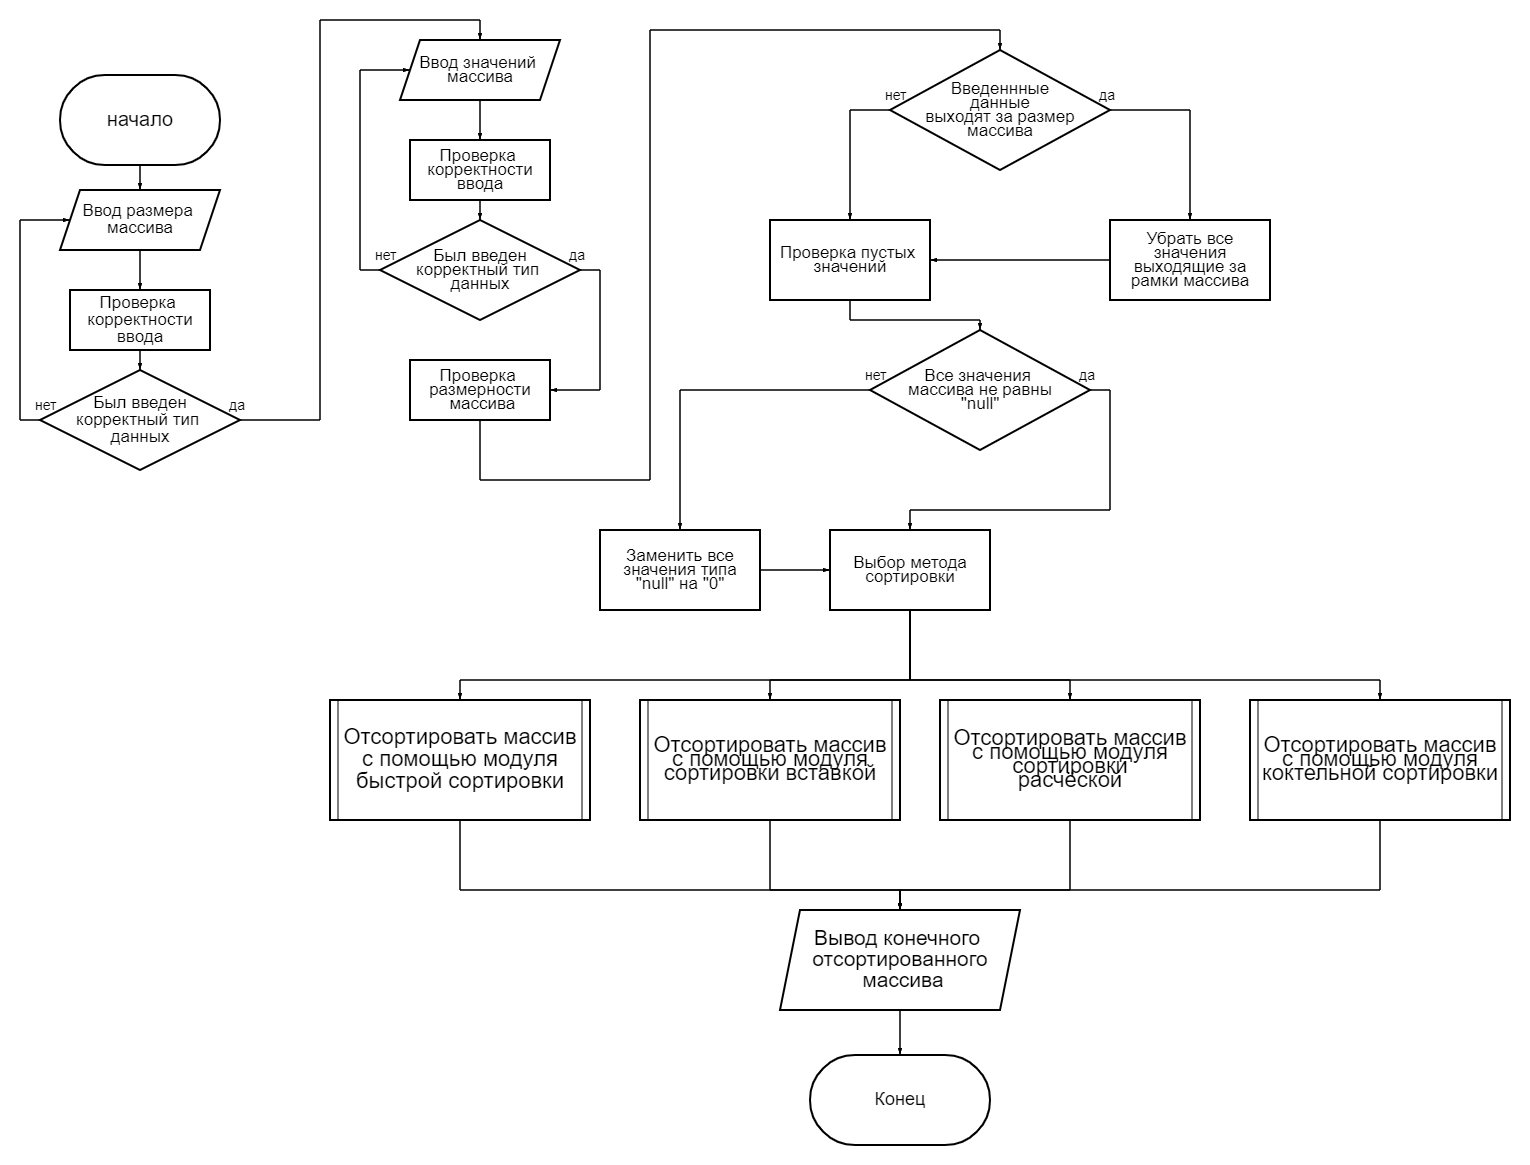 начало
Ввод размера
массива
Проверка
корректности
ввода
Был введен
корректный тип
данных
нет
да
Ввод значений
массива
Проверка
корректности
ввода
Был введен
корректный тип
данных
нет
да
Проверка
размерности
массива
Введеннные
данные
выходят за размер
массива
нет
да
Проверка пустых
значений
Убрать все
значения
выходящие за
рамки массива
Все значения
массива не равны
"null"
нет
да
Заменить все
значения типа
"null" на "0"
Выбор метода
сортировки
Отсортировать массив
с помощью модуля
быстрой сортировки
Отсортировать массив
с помощью модуля
сортировки вставкой
Отсортировать массив
с помощью модуля
сортировки
расческой
Отсортировать массив
с помощью модуля
коктельной сортировки
Вывод конечного
отсортированного
массива
Конец